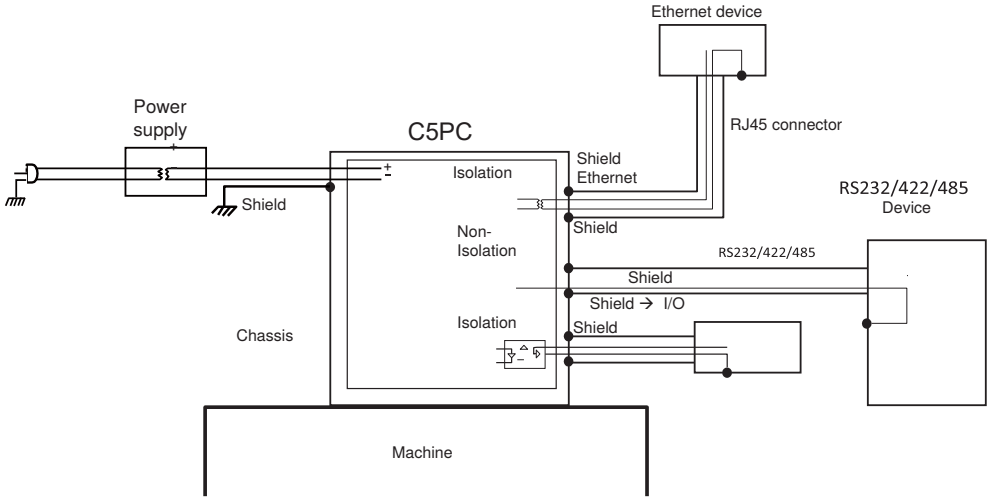 Ethernet device
Power
supply
+
C5PC
RJ45 connector
+
-
Isolation
Shield
Ethernet
Shield
RS232/422/485
Device
Shield
Non-
Isolation
RS232/422/485
Shield
Shield → I/O
Isolation
Shield
Chassis
Machine